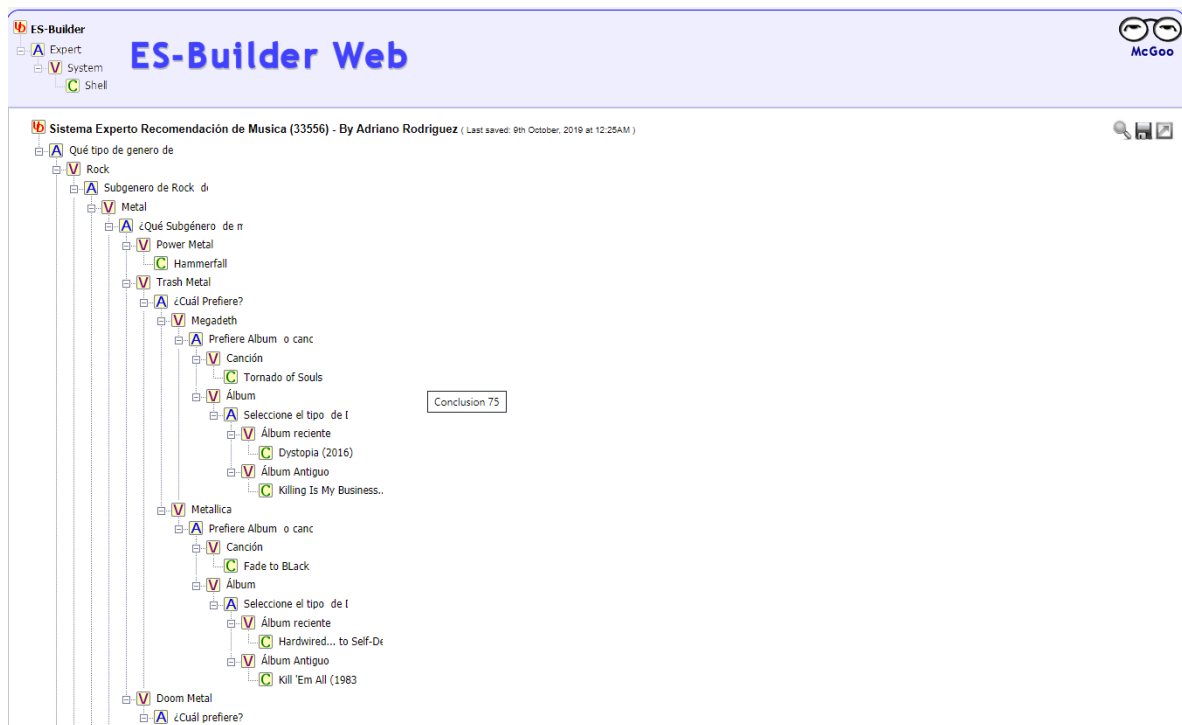 ES-Builder
A Expert
V System
C Shell
ES-Builder Web
McGoo
Sistema Experto Recomendación de Musica (33556) - By Adriano Rodriguez ( Last saved: 9th October, 2019 at 12:25AM )
A Qué tipo de genero de
V Rock
A Subgenero de Rock de
V Metal
A ¿Qué Subgénero de m
V Power Metal
C Hammerfall
V Trash Metal
A ¿Cuál Prefiere?
V Megadeth
A Prefiere Album o canc
V Canción
C Tornado of Souls
V Álbum
Conclusion 75
A Seleccione el tipo de
V Álbum reciente
C Dystopia (2016)
V Álbum Antiguo
C Killing Is My Business..
V Metallica
A Prefiere Album o canc
V Canción
C Fade to BLack
V Álbum
A Seleccione el tipo de
V Álbum reciente
C Hardwired... to Self-De
V Álbum Antiguo
C Kill 'Em All (1983
V Doom Metal
A ¿Cuál prefiere?